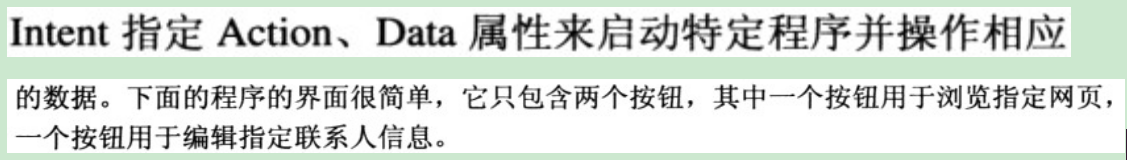 Intent 指定 Action、Data 属性来启动特定程序并操作相应
的数据。下面的程序的界面很简单，它只包含两个按钮，其中一个按钮用于浏览指定网页，
一个按钮用于编辑指定联系人信息。